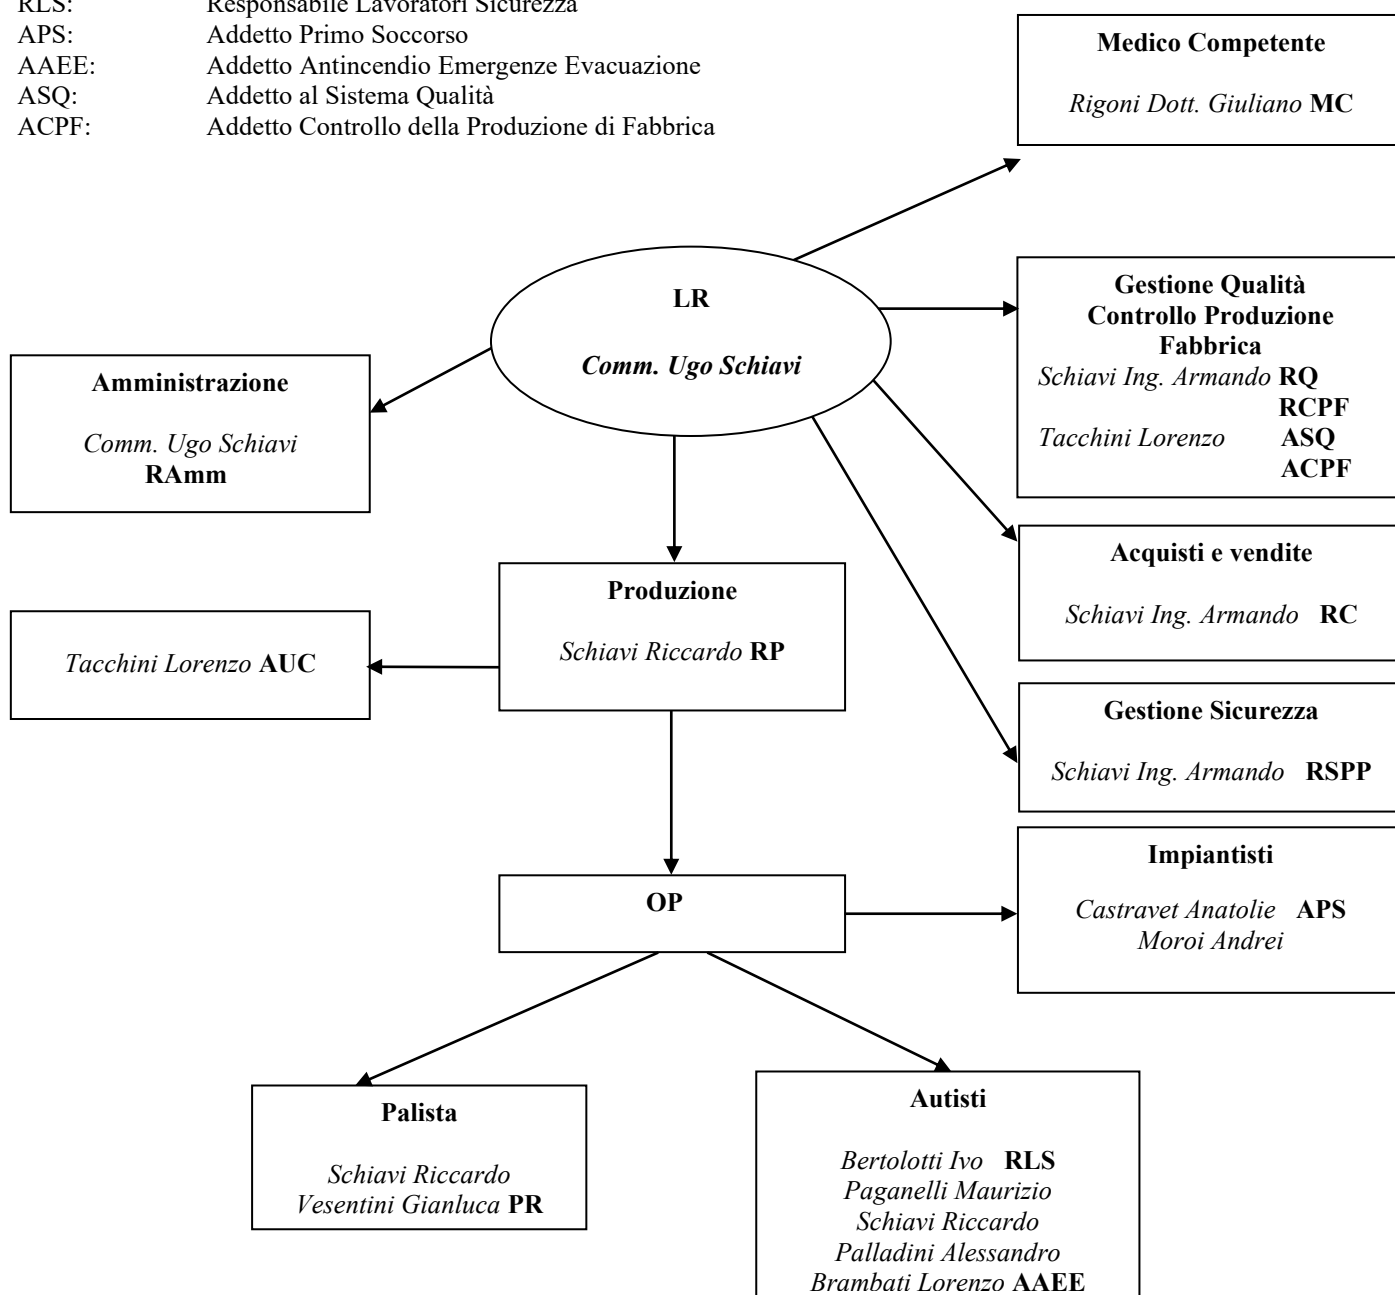 RLS: Responsabile Lavoratori Sicurezza
APS: Addetto Primo Soccorso
AAEE: Addetto Antincendio Emergenze Evacuazione
ASQ: Addetto al Sistema Qualità
ACPF: Addetto Controllo della Produzione di Fabbrica
Medico Competente
Rigoni Dott. Giuliano MC
LR
Comm. Ugo Schiavi
Gestione Qualità
Controllo Produzione
Fabbrica
Schiavi Ing. Armando RQ
RCPF
Tacchini Lorenzo ASQ
ACPF
Amministrazione
Comm. Ugo Schiavi
RAmm
Acquisti e vendite
Schiavi Ing. Armando RC
Produzione
Schiavi Riccardo RP
Tacchini Lorenzo AUC
Gestione Sicurezza
Schiavi Ing. Armando RSPP
Impiantisti
Castravet Anatolie APS
Moroi Andrei
OP
Palista
Schiavi Riccardo
Vesentini Gianluca PR
Autisti
Bertolotti Ivo RLS
Paganelli Maurizio
Schiavi Riccardo
Palladini Alessandro
Brambati Lorenzo AAEE